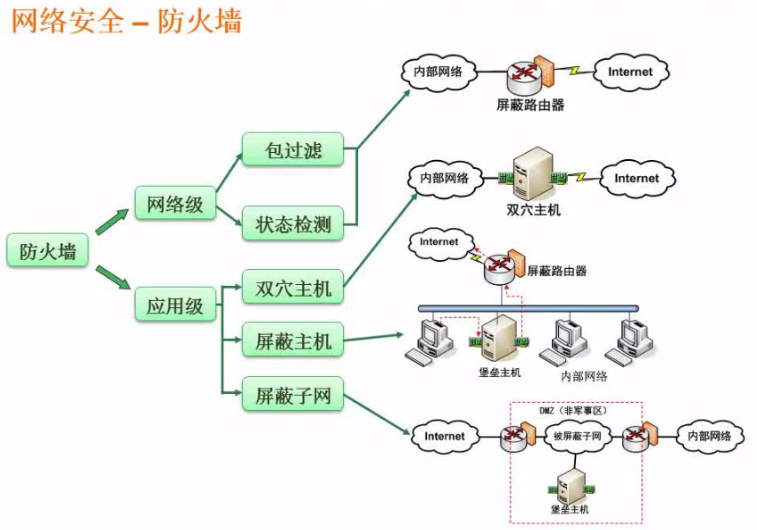 网络安全 – 防火墙
防火墙
网络级
应用级
包过滤
状态检测
双穴主机
屏蔽主机
屏蔽子网
内部网络
Internet
屏蔽路由器
内部网络
Internet
双穴主机
Internet
屏蔽路由器
堡垒主机
内部网络
DMZ（非军事区）
Internet
被屏蔽子网
内部网络
堡垒主机